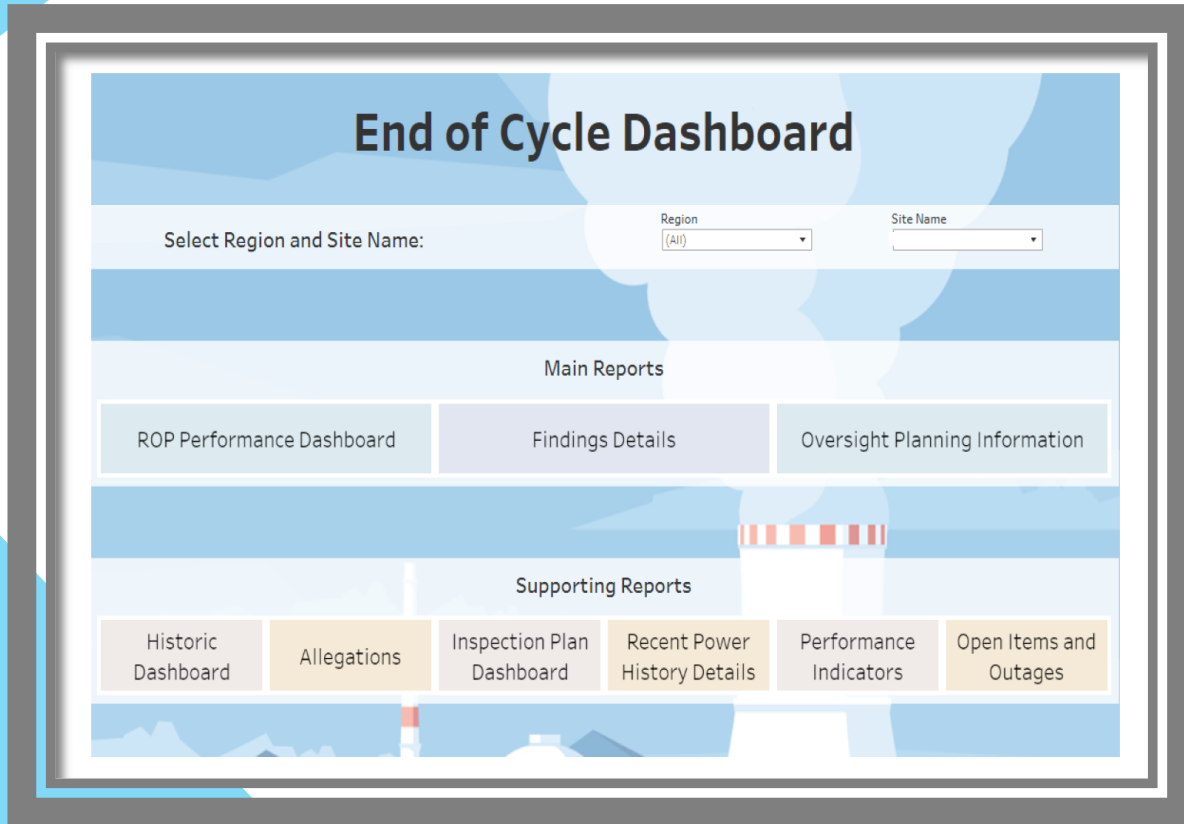 End of Cycle Dashboard
Region
Site Name
Select Region and Site Name:
(All)
Main Reports
ROP Performance Dashboard
Findings Details
Oversight Planning Information
Supporting Reports
Historic
Dashboard
Allegations
Inspection Plan
Dashboard
Recent Power
History Details
Performance
Indicators
Open Items and
Outages